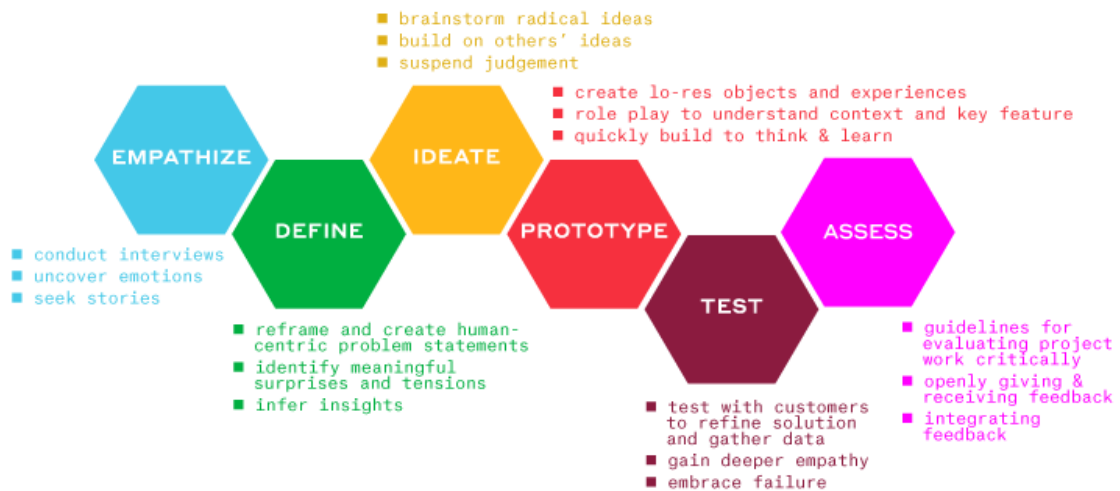 ■ brainstorm radical ideas
■ build on others' ideas
■ suspend judgement
IDEATE
EMPATHIZE
■ conduct interviews
■ uncover emotions
■ seek stories
DEFINE
■ reframe and create human-
centric problem statements
■ identify meaningful
surprises and tensions
■ infer insights
■ create lo-res objects and experiences
■ role play to understand context and key feature
■ quickly build to think & learn
PROTOTYPE
TEST
■ test with customers
to refine solution
and gather data
■ gain deeper empathy
■ embrace failure
ASSESS
■ guidelines for
evaluating project
work critically
■ openly giving &
receiving feedback
■ integrating
feedback